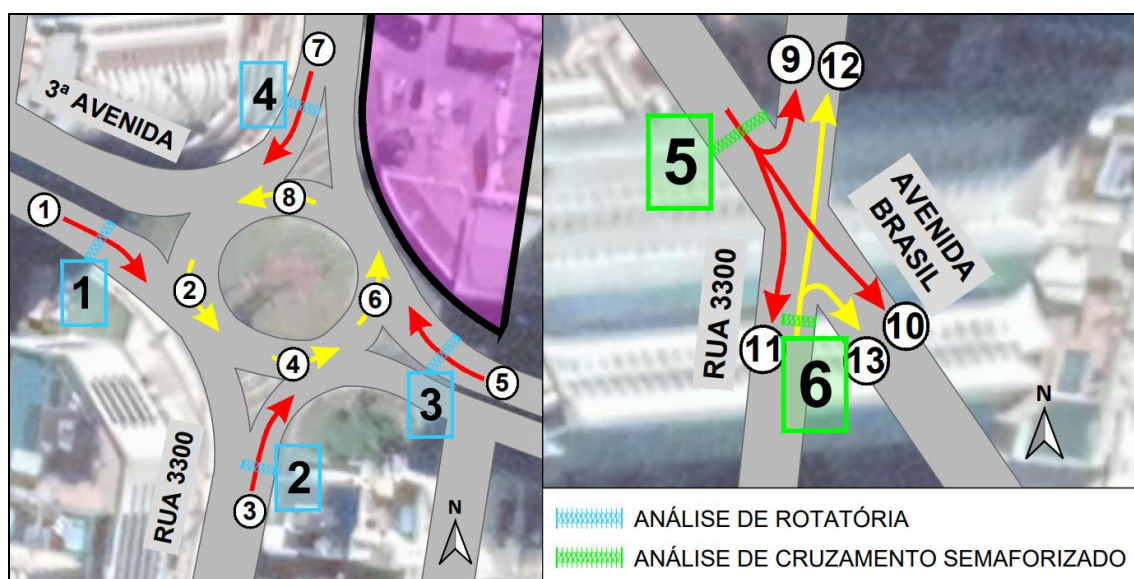 7
4
3ª AVENIDA
1
8
1
2
6
4
5
3
2
3
RUA 3300
N
9
12
5
AVENIDA
BRASIL
RUA 3300
11
10
13
6
N
ANÁLISE DE ROTATÓRIA
ANÁLISE DE CRUZAMENTO SEMAFORIZADO